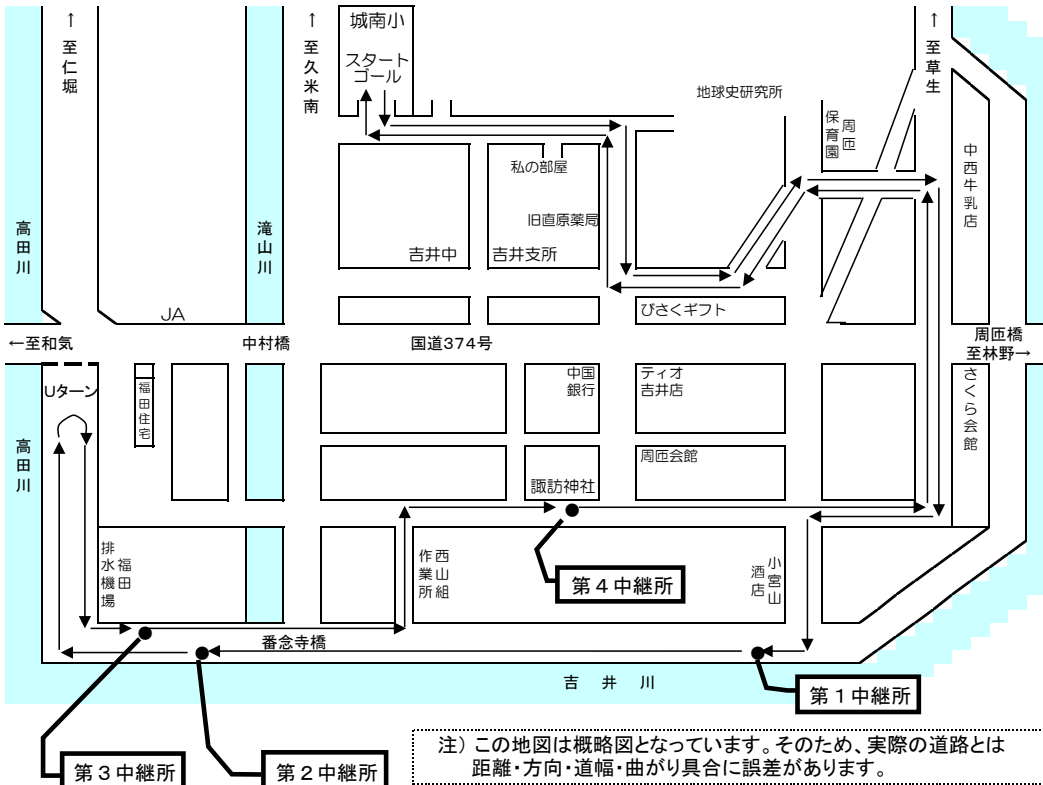 ↑至仁堀
↑至久米南
城南小
スタート
ゴール
↑至草生
地球史研究所
周匝
保育園
中西牛乳店
私の部屋
旧直原薬局
高田川
滝山川
吉井中
吉井支所
JA
びさくギフト
←至和気
中村橋
国道374号
周匝橋
至林野→
Uターン
福田住宅
中国
銀行
ティオ
吉井店
さくら会館
高田川
周匝会館
諏訪神社
福田
排水機場
西山組
作業所
第4中継所
小宮山
酒店
番念寺橋
吉井川
第1中継所
第3中継所
第2中継所
注)この地図は概略図となっています。そのため、実際の道路とは
距離・方向・道幅・曲がり具合に誤差があります。